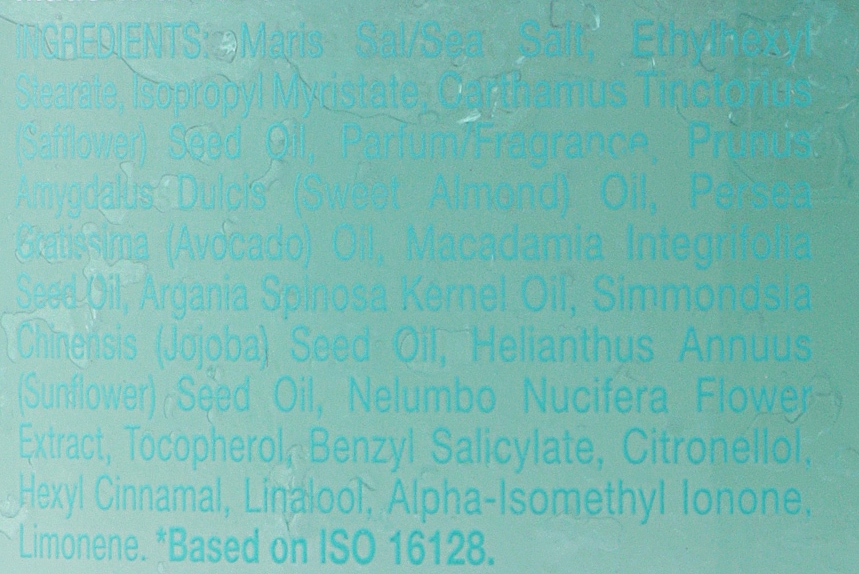 INGREDIENTS: Maris Sal/Sea Salt, Ethylhexyl
Stearate, Isopropyl Myristate, Carthamus Tinctorius
(Safflower) Seed Oil, Parfum/Fragrance, Prunus
Amygdalus Dulcis (Sweet Almond) Oil, Persea
Gratissima (Avocado) Oil, Macadamia Integrifolia
Seed Oil, Argania Spinosa Kernel Oil, Simmondsia
Chinensis (Jojoba) Seed Oil, Helianthus Annuus
(Sunflower) Seed Oil, Nelumbo Nucifera Flower
Extract, Tocopherol, Benzyl Salicylate, Citronellol,
Hexyl Cinnamal, Linalool, Alpha-Isomethyl Ionone,
Limonene. *Based on ISO 16128.